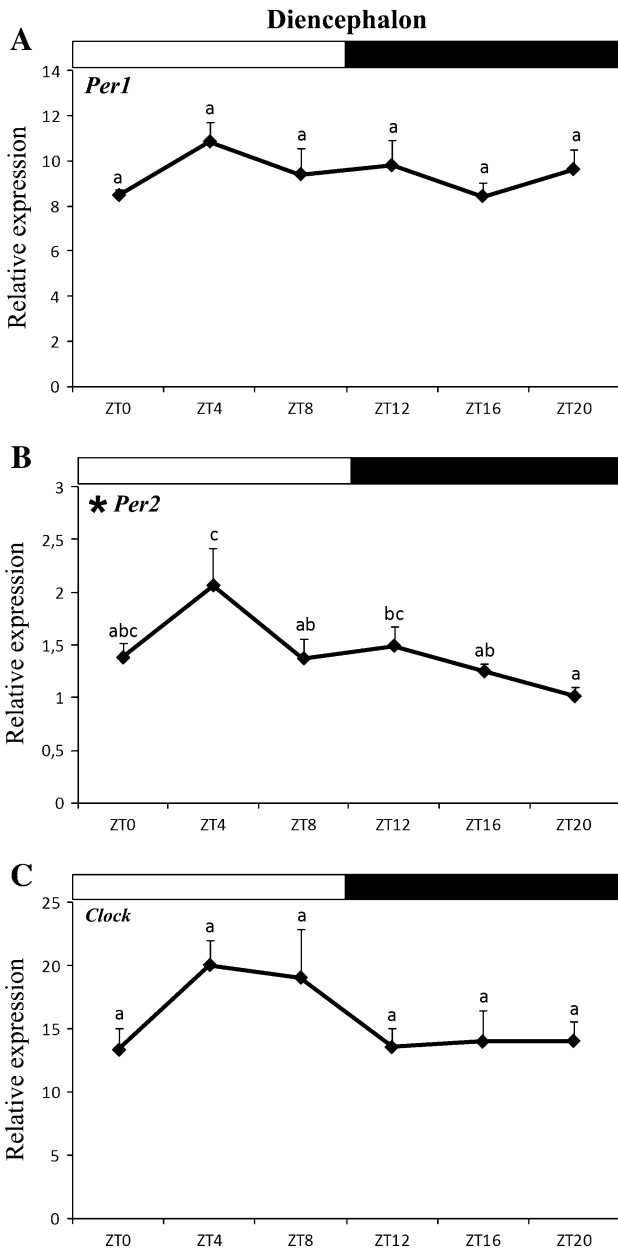 Diencephalon
A
Per1
Relative expression
14
12
10
8
6
4
2
0
a a a a a a
ZT0 ZT4 ZT8 ZT12 ZT16 ZT20
B
* Per2
Relative expression
3
2,5
2
1,5
1
0,5
0
abc c ab bc ab a
ZT0 ZT4 ZT8 ZT12 ZT16 ZT20
C
Clock
Relative expression
25
20
15
10
5
0
a a a a a a
ZT0 ZT4 ZT8 ZT12 ZT16 ZT20